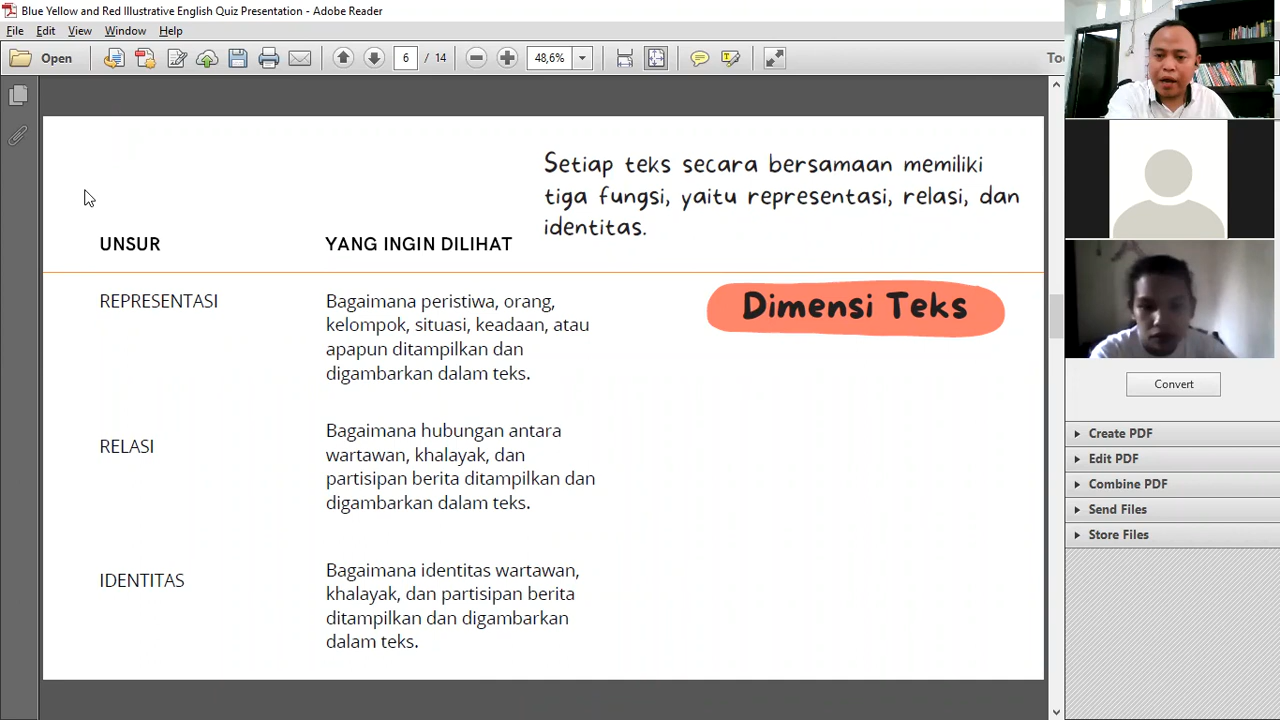 Blue Yellow and Red Illustrative English Quiz Presentation - Adobe Reader
File Edit View Window Help
Open 6 / 14 48,6% To
Setiap teks secara bersamaan memiliki
tiga fungsi, yaitu representasi, relasi, dan
identitas.
UNSUR YANG INGIN DILIHAT
Dimensi Teks
REPRESENTASI Bagaimana peristiwa, orang,
kelompok, situasi, keadaan, atau
apapun ditampilkan dan
digambarkan dalam teks.
RELASI Bagaimana hubungan antara
wartawan, khalayak, dan
partisipan berita ditampilkan dan
digambarkan dalam teks.
IDENTITAS Bagaimana identitas wartawan,
khalayak, dan partisipan berita
ditampilkan dan digambarkan
dalam teks.
Convert
Create PDF
Edit PDF
Combine PDF
Send Files
Store Files